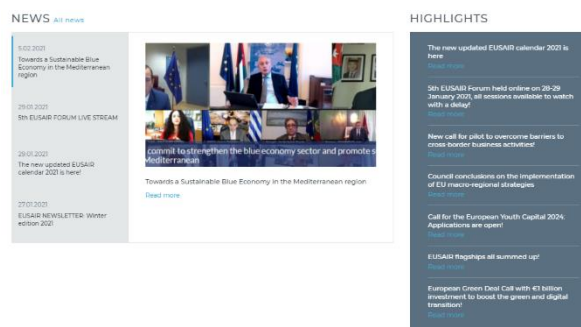 NEWS All news
5.02.2021
Towards a Sustainable Blue
Economy in the Mediterranean
region
29.01.2021
5th EUSAIR FORUM LIVE STREAM
29.01.2021
The new updated EUSAIR
calendar 2021 is here!
27.01.2021
EUSAIR NEWSLETTER: Winter
edition 2021
commit to strengthen the blue economy sector and promote s
Mediterranean
Towards a Sustainable Blue Economy in the Mediterranean region
Read more
HIGHLIGHTS
The new updated EUSAIR calendar 2021 is
here
Read more
5th EUSAIR Forum held online on 28-29
January 2021, all sessions available to watch
with a delay!
Read more
New call for pilot to overcome barriers to
cross-border business activities!
Read more
Council conclusions on the implementation
of EU macro-regional strategies
Read more
Call for the European Youth Capital 2024:
Applications are open!
Read more
EUSAIR flagships all summed up!
Read more
European Green Deal Call with €1 billion
investment to boost the green and digital
transition!
Read more